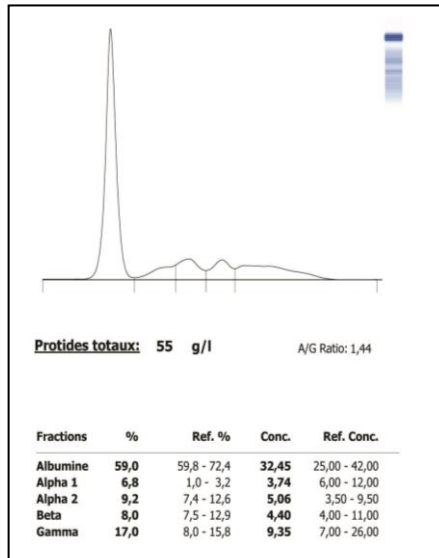 Protides totaux: 55 g/l A/G Ratio: 1,44
Fractions % Ref. % Conc. Ref. Conc.
Albumine 59,0 59,8 - 72,4 32,45 25,00 - 42,00
Alpha 1 6,8 1,0 - 3,2 3,74 6,00 - 12,00
Alpha 2 9,2 7,4 - 12,6 5,06 3,50 - 9,50
Beta 8,0 7,5 - 12,9 4,40 4,00 - 11,00
Gamma 17,0 8,0 - 15,8 9,35 7,00 - 26,00